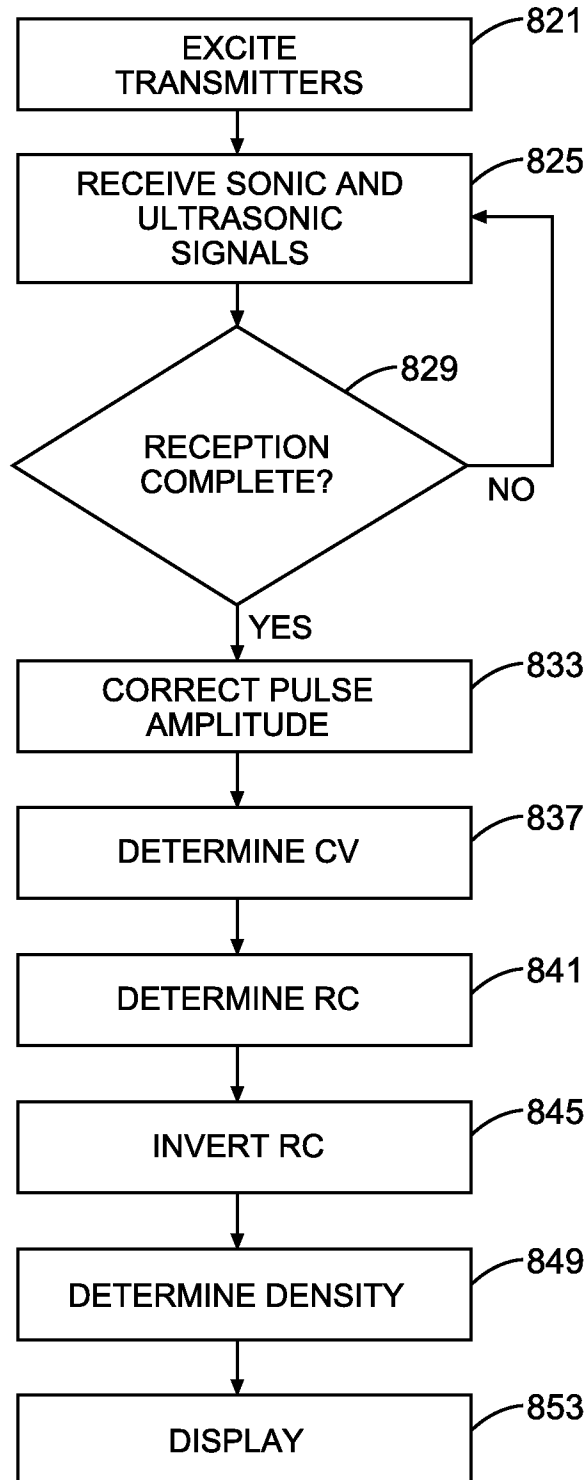 821
EXCITE
TRANSMITTERS
825
RECEIVE SONIC AND
ULTRASONIC
SIGNALS
829
RECEPTION
COMPLETE?
NO
YES
833
CORRECT PULSE
AMPLITUDE
837
DETERMINE CV
841
DETERMINE RC
845
INVERT RC
849
DETERMINE DENSITY
853
DISPLAY